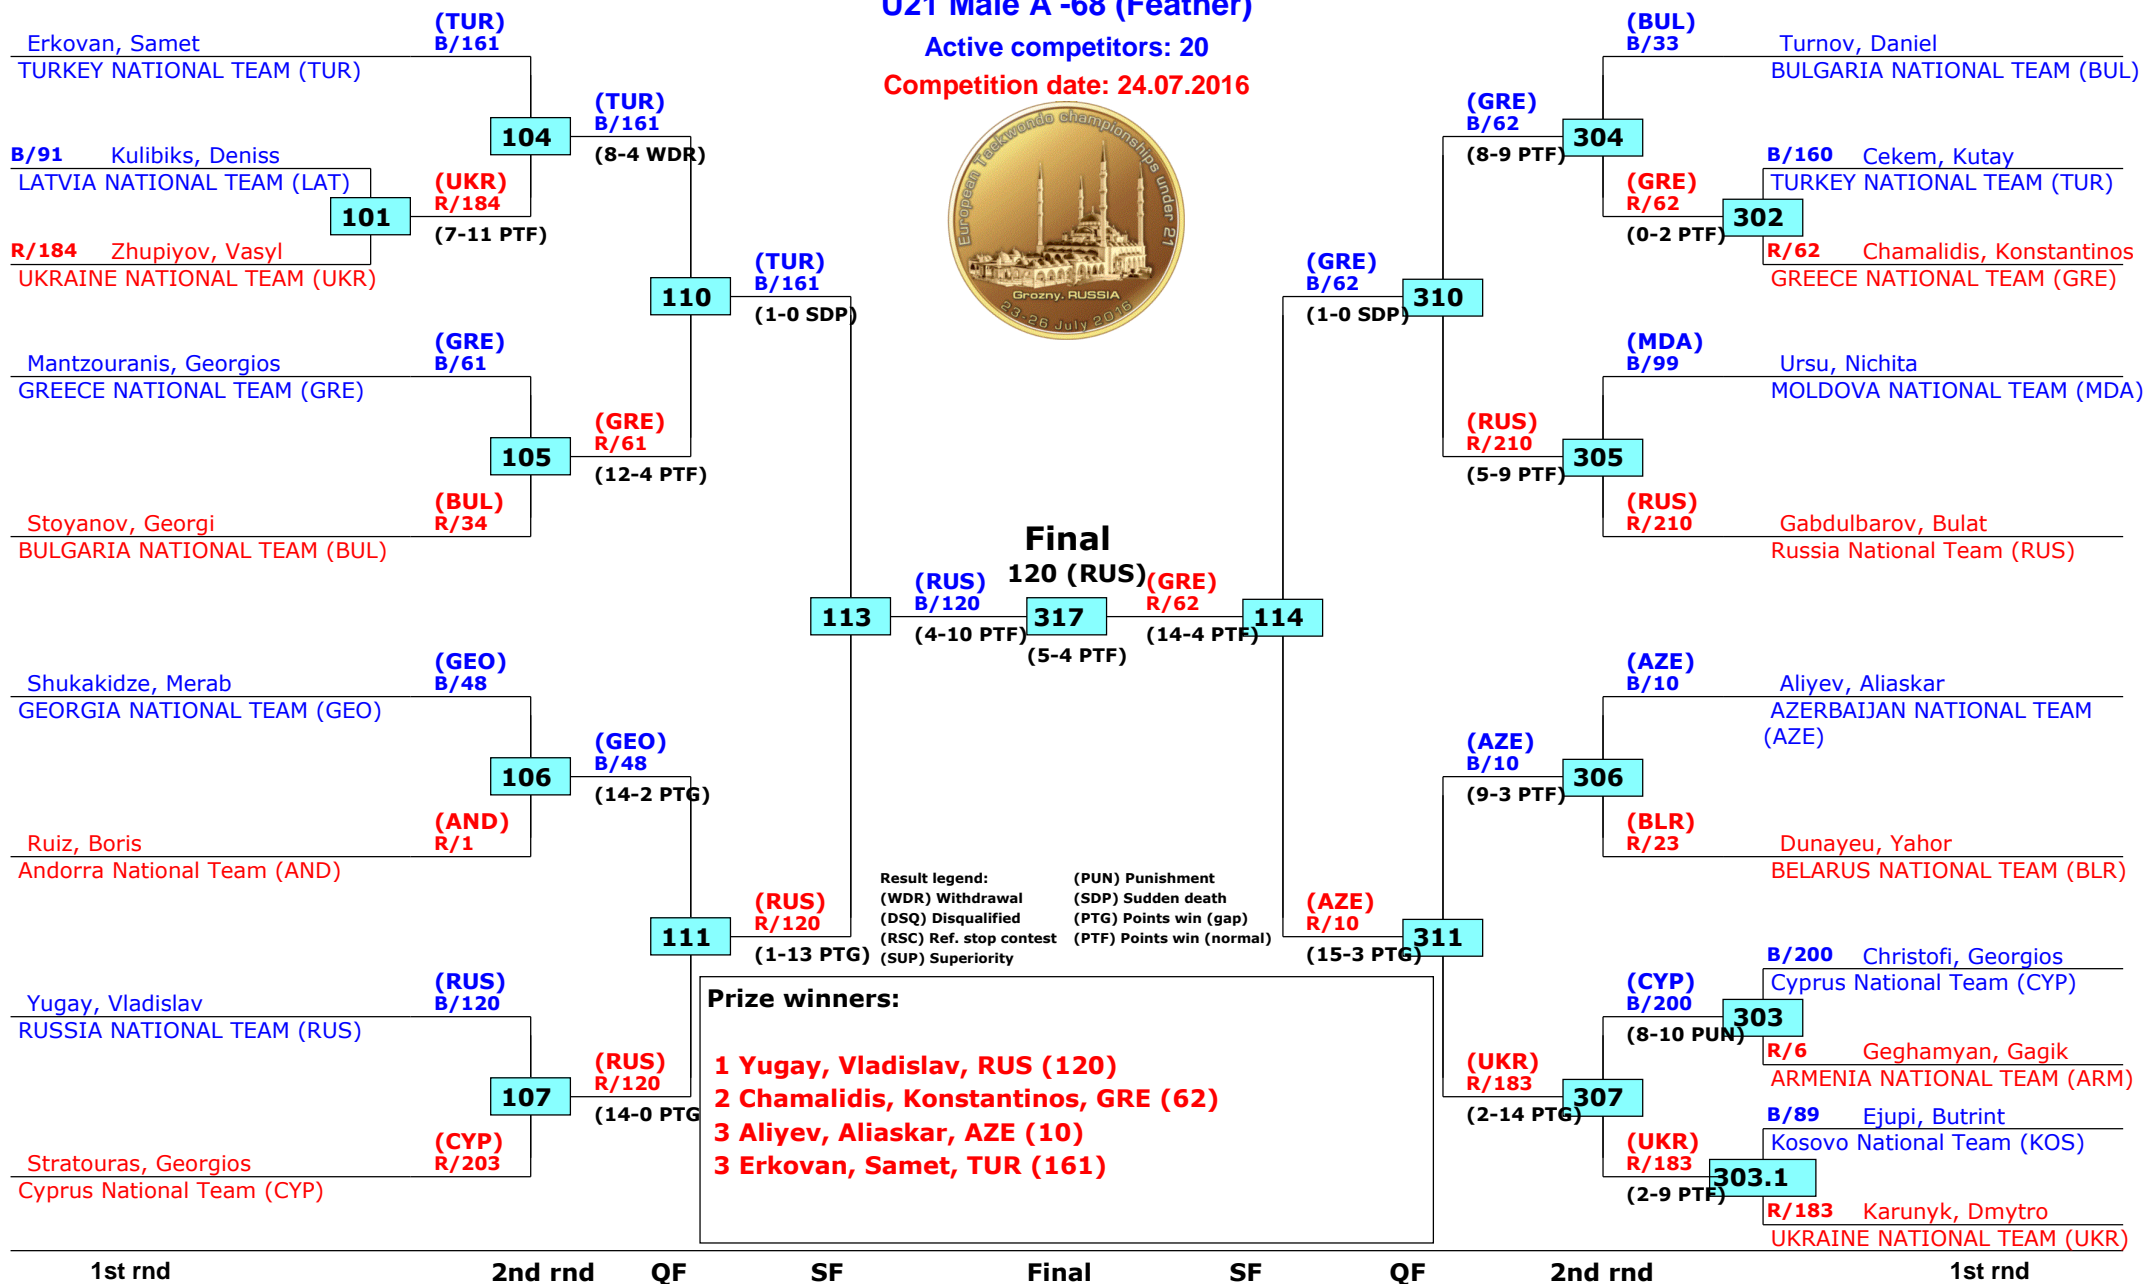 U21 Male A -68 (Feather)
Active competitors: 20
Competition date: 24.07.2016
European Taekwondo championships under 21
Grozny. RUSSIA
23-26 July 2016
Erkovan, Samet
TURKEY NATIONAL TEAM (TUR)
(TUR)
B/161
B/91 Kulibiks, Deniss
LATVIA NATIONAL TEAM (LAT)
101
R/184 Zhupiyov, Vasyl
UKRAINE NATIONAL TEAM (UKR)
(UKR)
R/184
(7-11 PTF)
104
(TUR)
B/161
(8-4 WDR)
Mantzouranis, Georgios
GREECE NATIONAL TEAM (GRE)
(GRE)
B/61
105
Stoyanov, Georgi
BULGARIA NATIONAL TEAM (BUL)
(BUL)
R/34
(GRE)
R/61
(12-4 PTF)
110
(TUR)
B/161
(1-0 SDP)
Shukakidze, Merab
GEORGIA NATIONAL TEAM (GEO)
(GEO)
B/48
106
Ruiz, Boris
Andorra National Team (AND)
(AND)
R/1
(GEO)
B/48
(14-2 PTG)
Yugay, Vladislav
RUSSIA NATIONAL TEAM (RUS)
(RUS)
B/120
107
Stratouras, Georgios
Cyprus National Team (CYP)
(CYP)
R/203
(RUS)
R/120
(14-0 PTG
111
(RUS)
R/120
(1-13 PTG)
113
(RUS)
B/120
(4-10 PTF)
Final
120 (RUS)
317
(5-4 PTF)
(GRE)
R/62
(14-4 PTF)
114
(GRE)
B/62
(1-0 SDP)
310
(GRE)
B/62
(8-9 PTF)
304
(BUL)
B/33
Turnov, Daniel
BULGARIA NATIONAL TEAM (BUL)
(GRE)
R/62
(0-2 PTF)
302
B/160 Cekem, Kutay
TURKEY NATIONAL TEAM (TUR)
R/62 Chamalidis, Konstantinos
GREECE NATIONAL TEAM (GRE)
(RUS)
R/210
(5-9 PTF)
305
(MDA)
B/99
Ursu, Nichita
MOLDOVA NATIONAL TEAM (MDA)
(RUS)
R/210
Gabdulbarov, Bulat
Russia National Team (RUS)
(AZE)
R/10
(15-3 PTG)
311
(AZE)
B/10
(9-3 PTF)
306
(AZE)
B/10
Aliyev, Aliaskar
AZERBAIJAN NATIONAL TEAM
(AZE)
(BLR)
R/23
Dunayeu, Yahor
BELARUS NATIONAL TEAM (BLR)
(UKR)
R/183
(2-14 PTG)
307
(CYP)
B/200
(8-10 PUN)
303
B/200 Christofi, Georgios
Cyprus National Team (CYP)
R/6 Geghamyan, Gagik
ARMENIA NATIONAL TEAM (ARM)
(UKR)
R/183
(2-9 PTF)
303.1
B/89 Ejupi, Butrint
Kosovo National Team (KOS)
R/183 Karunyk, Dmytro
UKRAINE NATIONAL TEAM (UKR)
Result legend: (PUN) Punishment
(WDR) Withdrawal (SDP) Sudden death
(DSQ) Disqualified (PTG) Points win (gap)
(RSC) Ref. stop contest (PTF) Points win (normal)
(SUP) Superiority
Prize winners:
1 Yugay, Vladislav, RUS (120)
2 Chamalidis, Konstantinos, GRE (62)
3 Aliyev, Aliaskar, AZE (10)
3 Erkovan, Samet, TUR (161)
1st rnd 2nd rnd QF SF Final SF QF 2nd rnd 1st rnd